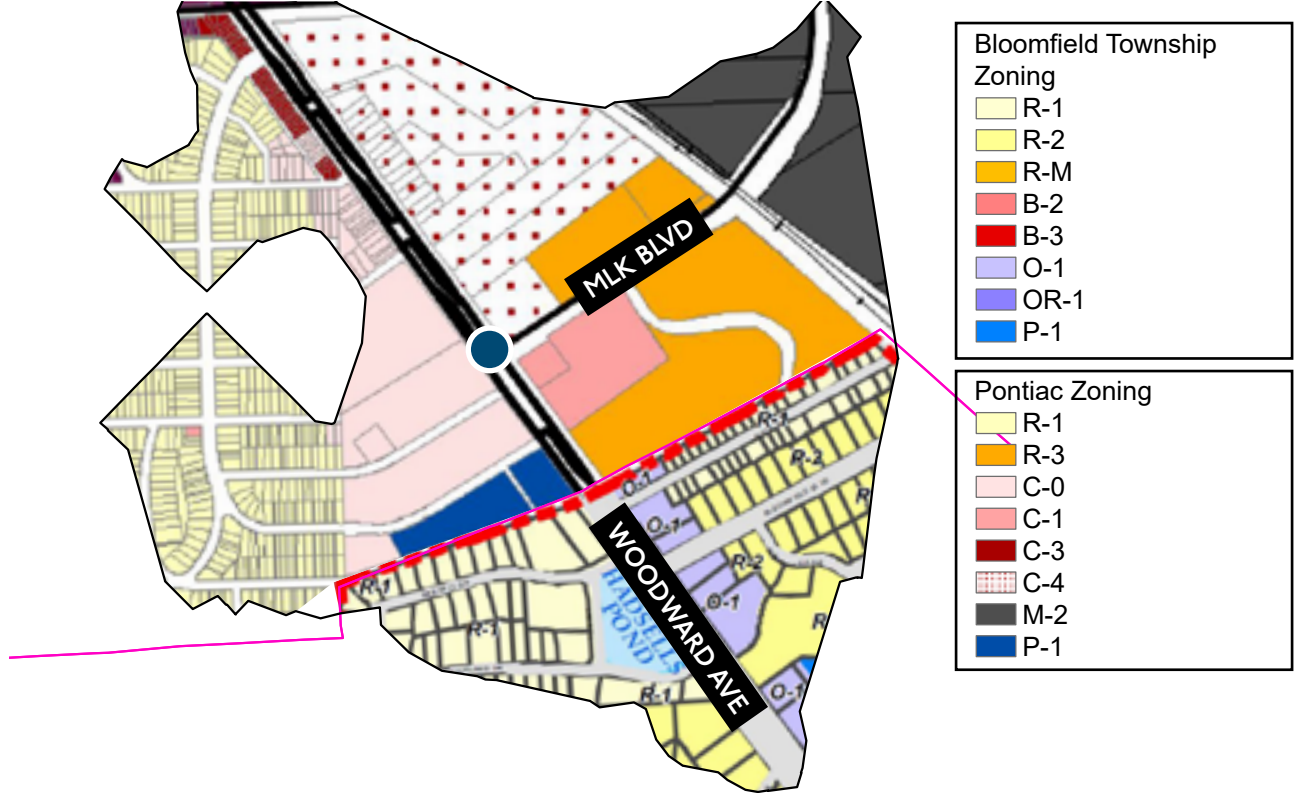 Bloomfield Township
Zoning
R-1
R-2
R-M
B-2
B-3
O-1
OR-1
P-1
Pontiac Zoning
R-1
R-3
C-0
C-1
C-3
C-4
M-2
P-1
MLK BLVD
R-1
R-2
O-1
R
O-1
R-2
R-1
O-1
HADSELLS
POND
R
R-1
WOODWARD AVE
R-1
O-1